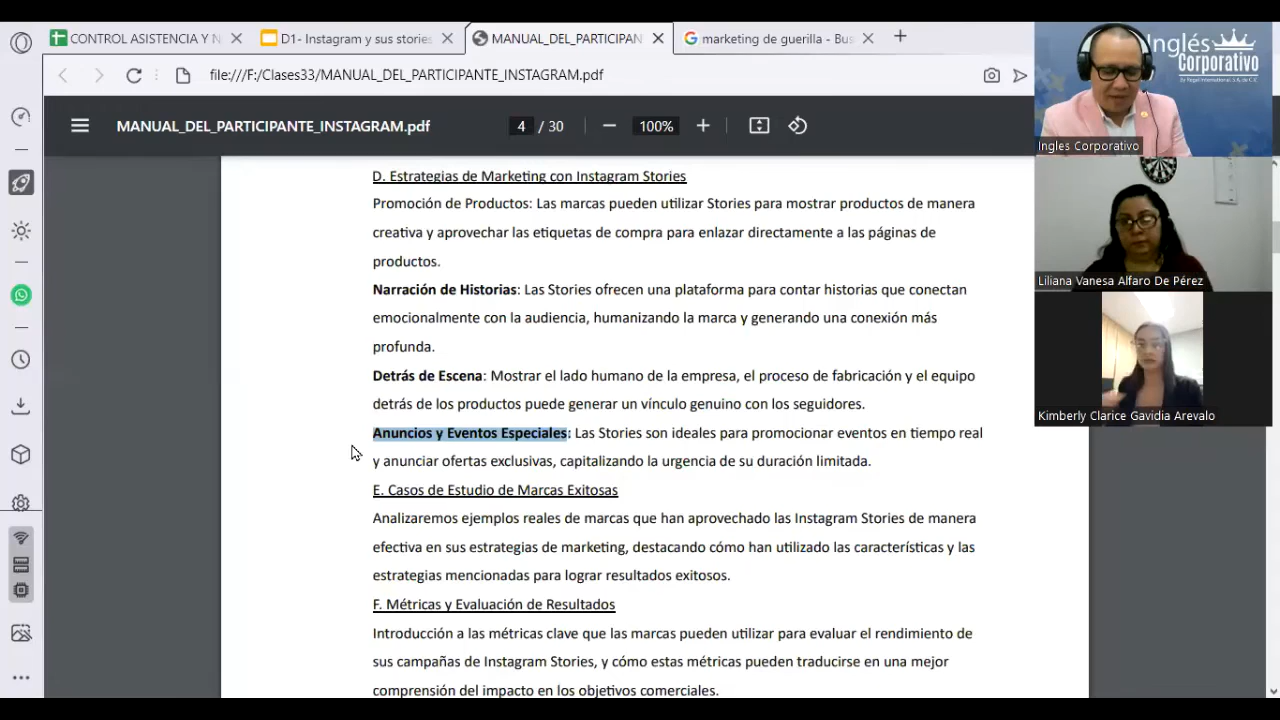 CONTROL ASISTENCIA Y N
D1- Instagram y sus stories
MANUAL_DEL_PARTICIPAN
marketing de guerilla - Bus
file:///F:/Clases33/MANUAL_DEL_PARTICIPANTE_INSTAGRAM.pdf
MANUAL_DEL_PARTICIPANTE_INSTAGRAM.pdf
4 / 30
100%
D. Estrategias de Marketing con Instagram Stories
Promoción de Productos: Las marcas pueden utilizar Stories para mostrar productos de manera
creativa y aprovechar las etiquetas de compra para enlazar directamente a las páginas de
productos.
Narración de Historias: Las Stories ofrecen una plataforma para contar historias que conectan
emocionalmente con la audiencia, humanizando la marca y generando una conexión más
profunda.
Detrás de Escena: Mostrar el lado humano de la empresa, el proceso de fabricación y el equipo
detrás de los productos puede generar un vínculo genuino con los seguidores.
Anuncios y Eventos Especiales: Las Stories son ideales para promocionar eventos en tiempo real
y anunciar ofertas exclusivas, capitalizando la urgencia de su duración limitada.
E. Casos de Estudio de Marcas Exitosas
Analizaremos ejemplos reales de marcas que han aprovechado las Instagram Stories de manera
efectiva en sus estrategias de marketing, destacando cómo han utilizado las características y las
estrategias mencionadas para lograr resultados exitosos.
F. Métricas y Evaluación de Resultados
Introducción a las métricas clave que las marcas pueden utilizar para evaluar el rendimiento de
sus campañas de Instagram Stories, y cómo estas métricas pueden traducirse en una mejor
comprensión del impacto en los objetivos comerciales.
Inglés
Corporativo
Ingles Corporativo
Liliana Vanesa Alfaro De Pérez
Kimberly Clarice Gavidia Arevalo